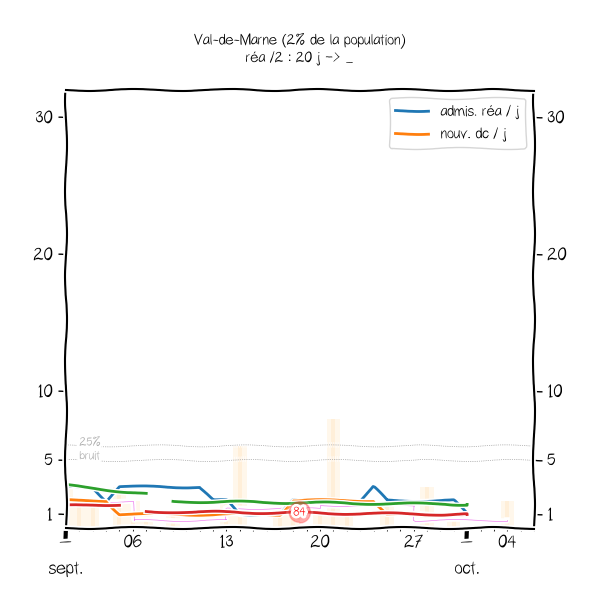 Val-de-Marne (2% de la population)
réa /2 : 20 j -> _
admis. réa / j
nouv. dc / j
30 30
20 20
10 10
25%
bruit
5 5
84
1 1
06 13 20 27 04
sept. oct.